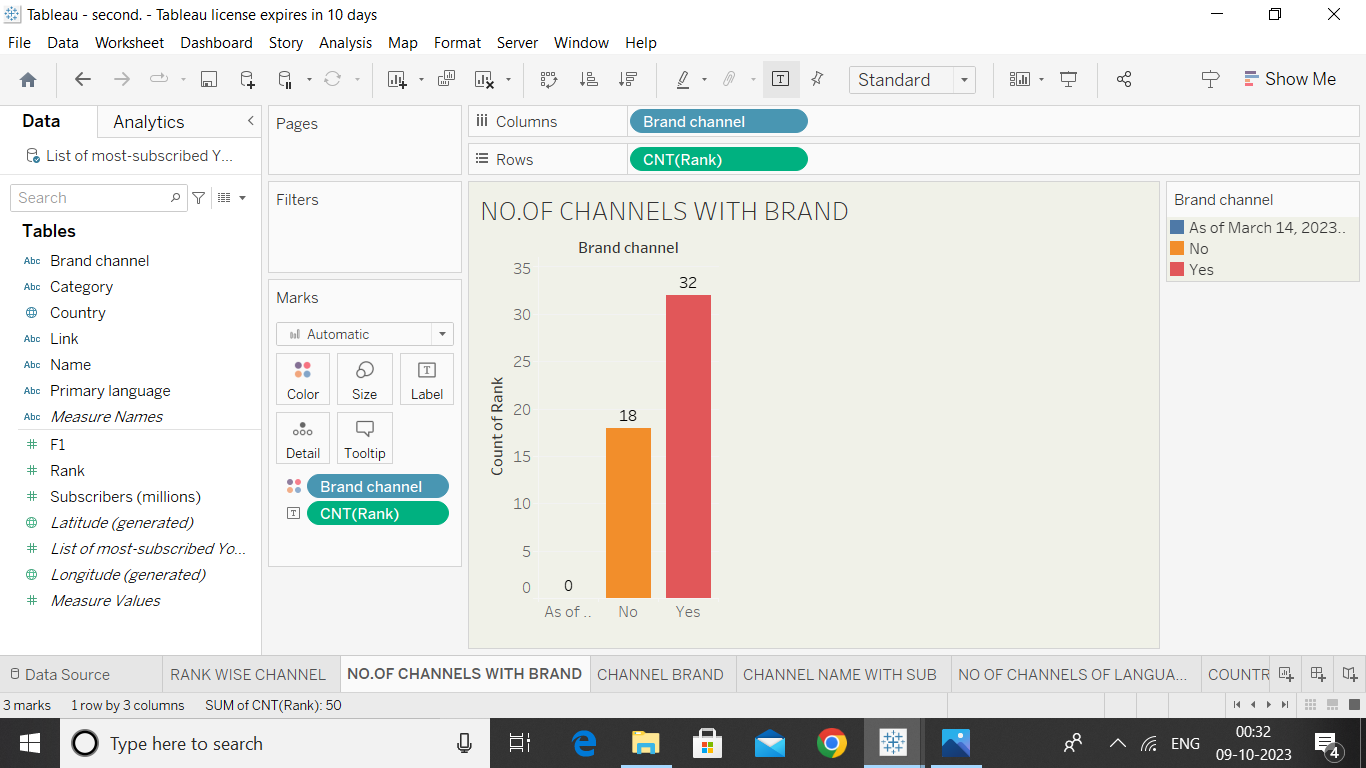 Tableau - second. - Tableau license expires in 10 days
File Data Worksheet Dashboard Story Analysis Map Format Server Window Help
Standard
Show Me
Data Analytics
List of most-subscribed Y...
Search
Tables
Abc Brand channel
Abc Category
Country
Abc Link
Abc Name
Abc Primary language
Abc Measure Names
# F1
# Rank
# Subscribers (millions)
Latitude (generated)
# List of most-subscribed Yo...
Longitude (generated)
# Measure Values
Pages
Filters
Marks
Automatic
Color Size Label
Detail Tooltip
Brand channel
CNT(Rank)
Columns Brand channel
Rows CNT(Rank)
NO.OF CHANNELS WITH BRAND
Brand channel
Count of Rank
35
30
25
20
15
10
5
0
0
18
32
As of .. No Yes
Brand channel
As of March 14, 2023..
No
Yes
Data Source RANK WISE CHANNEL NO.OF CHANNELS WITH BRAND CHANNEL BRAND CHANNEL NAME WITH SUB NO OF CHANNELS OF LANGUA... COUNTR
3 marks 1 row by 3 columns SUM of CNT(Rank): 50
Type here to search
ENG
00:32
09-10-2023
4